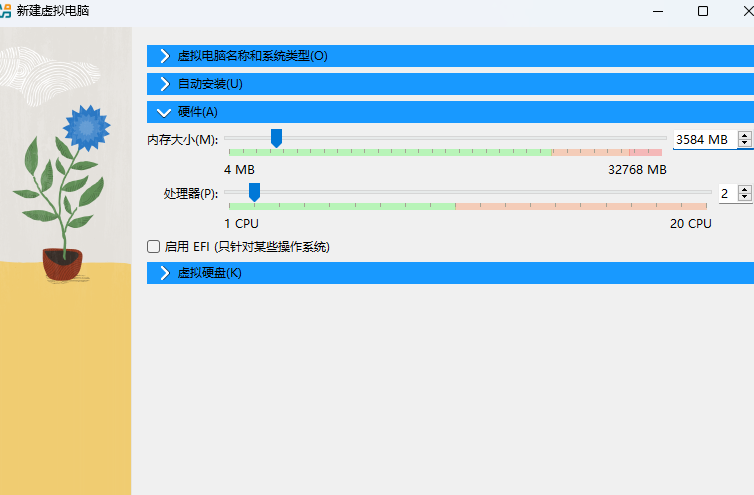 新建虚拟电脑
虚拟电脑名称和系统类型(O)
自动安装(U)
硬件(A)
内存大小(M):
3584 MB
4 MB
32768 MB
处理器(P):
2
1 CPU
20 CPU
启用 EFI (只针对某些操作系统)
虚拟硬盘(K)